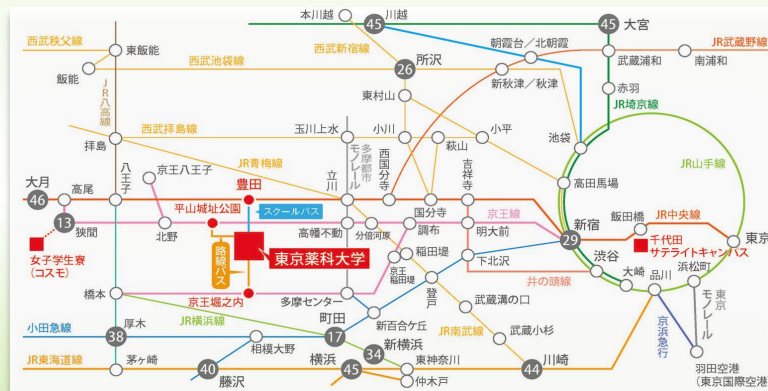 本川越
45
川越
45
大宮
西武秩父線
東飯能
西武新宿線
朝霞台／北朝霞
武蔵浦和
JR武蔵野線
南浦和
飯能
西武池袋線
26
所沢
新秋津／秋津
赤羽
JR八高線
東村山
JR埼京線
拝島
西武拝島線
玉川上水
小川
萩山
小平
池袋
多摩都市
モノレール
JR青梅線
八王子
京王八王子
西国分寺
吉祥寺
JR山手線
高田馬場
大月
46
高尾
豊田
立川
スクールバス
平山城址公園
国分寺
京王線
新宿
飯田橋
JR中央線
13
狭間
北野
高幡不動
分倍河原
調布
明大前
29
千代田
サテライトキャンパス
東京
女子学生寮
（コスモ）
路線バス
東京薬科大学
京王
稲田堤
稲田堤
下北沢
渋谷
井の頭線
大崎
品川
浜松町
橋本
京王堀之内
多摩センター
登戸
武蔵溝の口
東京
モノレール
小田急線
厚木
38
JR横浜線
町田
17
新百合ケ丘
JR南武線
武蔵小杉
京浜急行
相模大野
新横浜
34
JR東海道線
茅ヶ崎
40
藤沢
横浜
45
東神奈川
仲木戸
川崎
44
羽田空港
（東京国際空港）